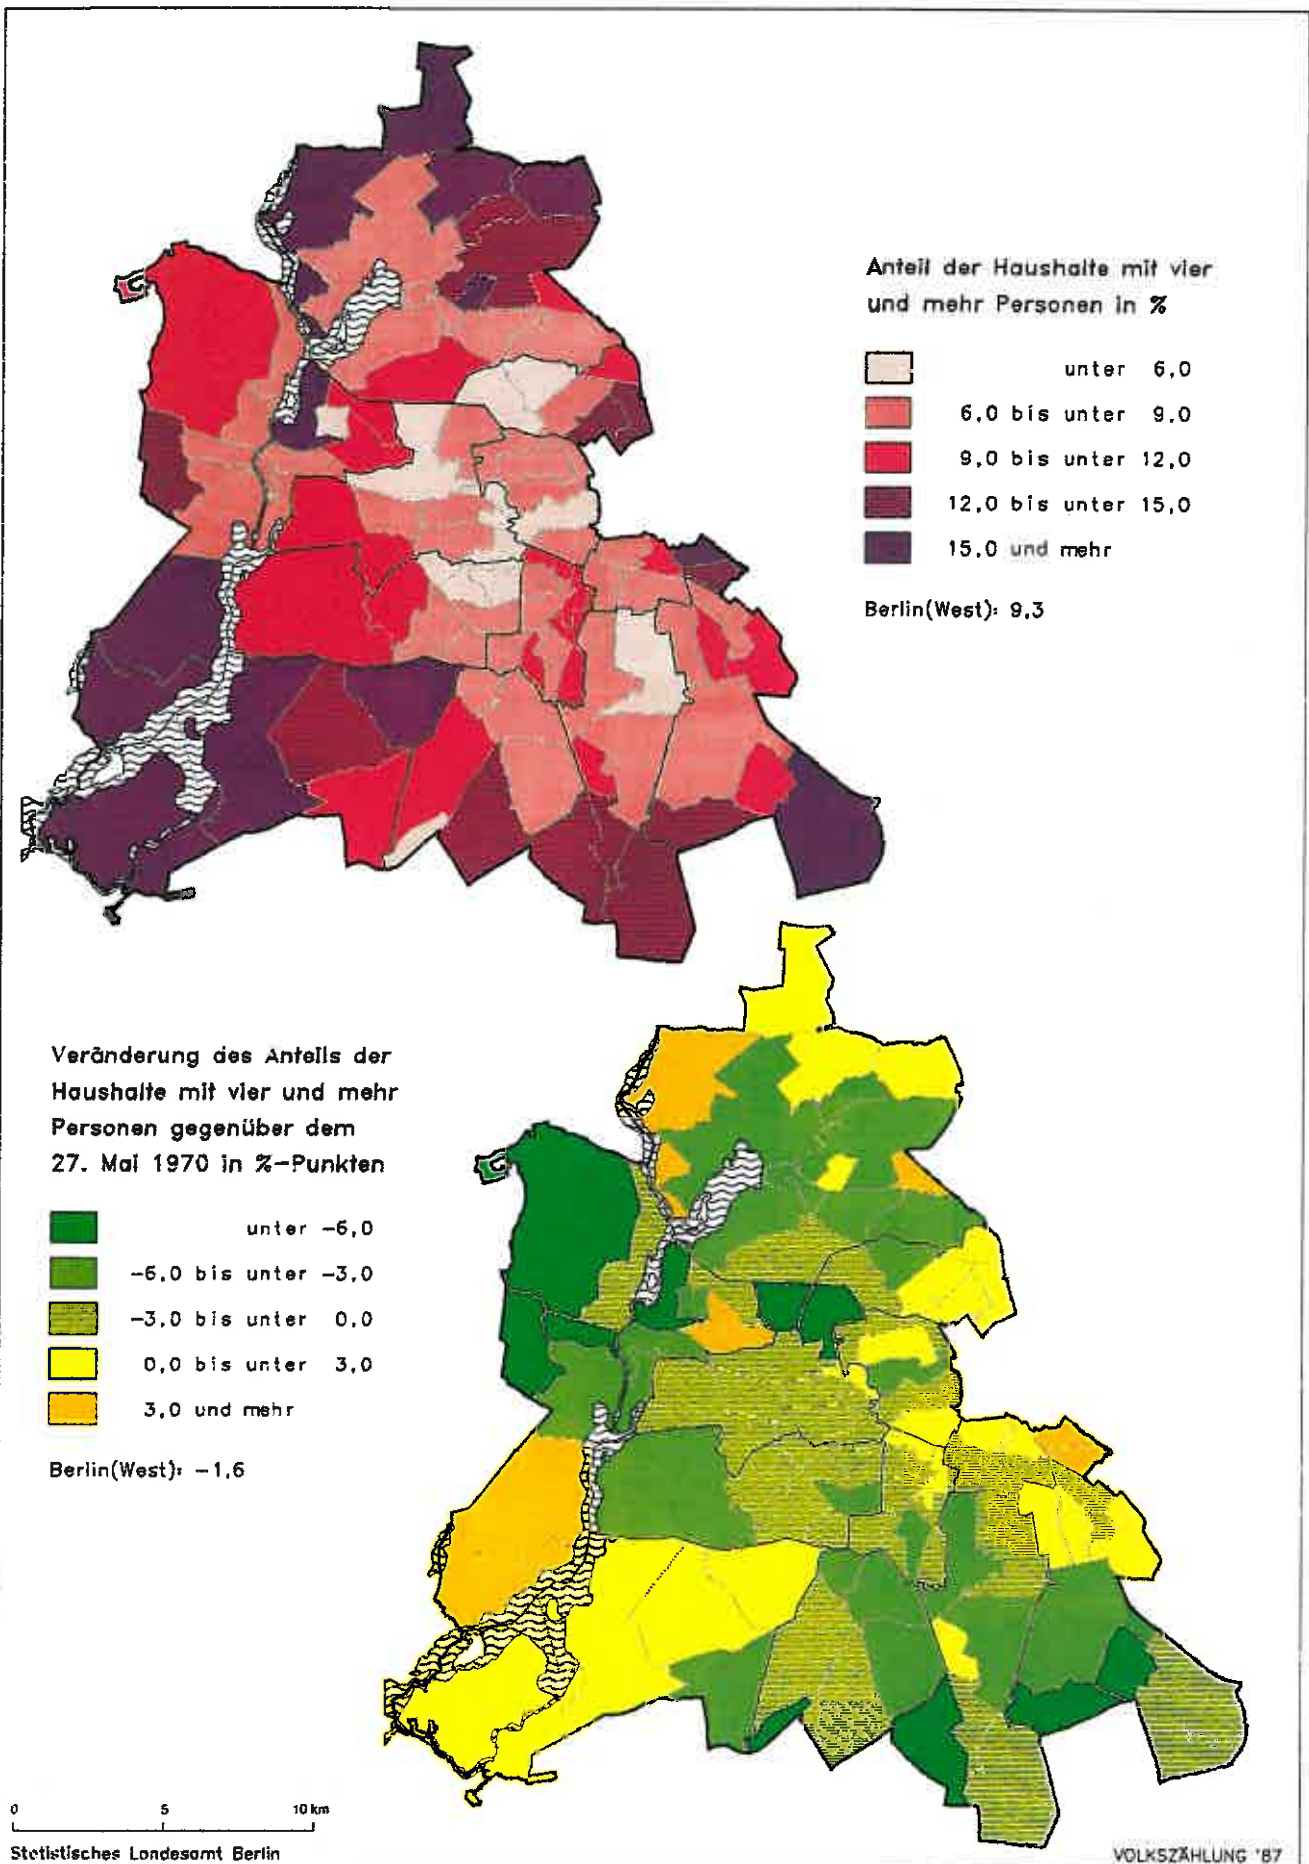 Anteil der Haushalte mit vier
und mehr Personen in %
unter 6,0
6,0 bis unter 9,0
9,0 bis unter 12,0
12,0 bis unter 15,0
15,0 und mehr
Berlin(West): 9,3
Veränderung des Anteils der
Haushalte mit vier und mehr
Personen gegenüber dem
27. Mai 1970 in %-Punkten
unter -6,0
-6,0 bis unter -3,0
-3,0 bis unter 0,0
0,0 bis unter 3,0
3,0 und mehr
Berlin(West): -1,6
0 5 10 km
Statistisches Landesamt Berlin
VOLKSZÄHLUNG '87